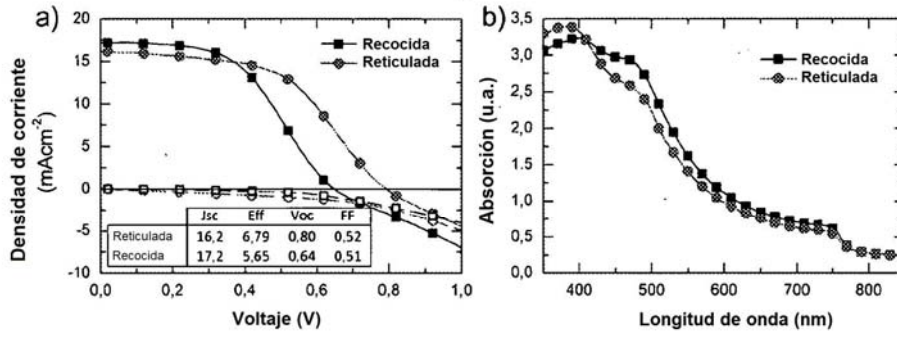 a)
Densidad de corriente
(mAcm-2)
20
15
10
5
0
-5
-10
Recocida
Reticulada
Jsc Eff Voc FF
Reticulada 16,2 6,79 0,80 0,52
Recocida 17,2 5,65 0,64 0,51
0,0 0,2 0,4 0,6 0,8 1,0
Voltaje (V)
b)
Absorción (u.a.)
3,5
3,0
2,5
2,0
1,5
1,0
0,5
0,0
Recocida
Reticulada
400 500 600 700 800
Longitud de onda (nm)